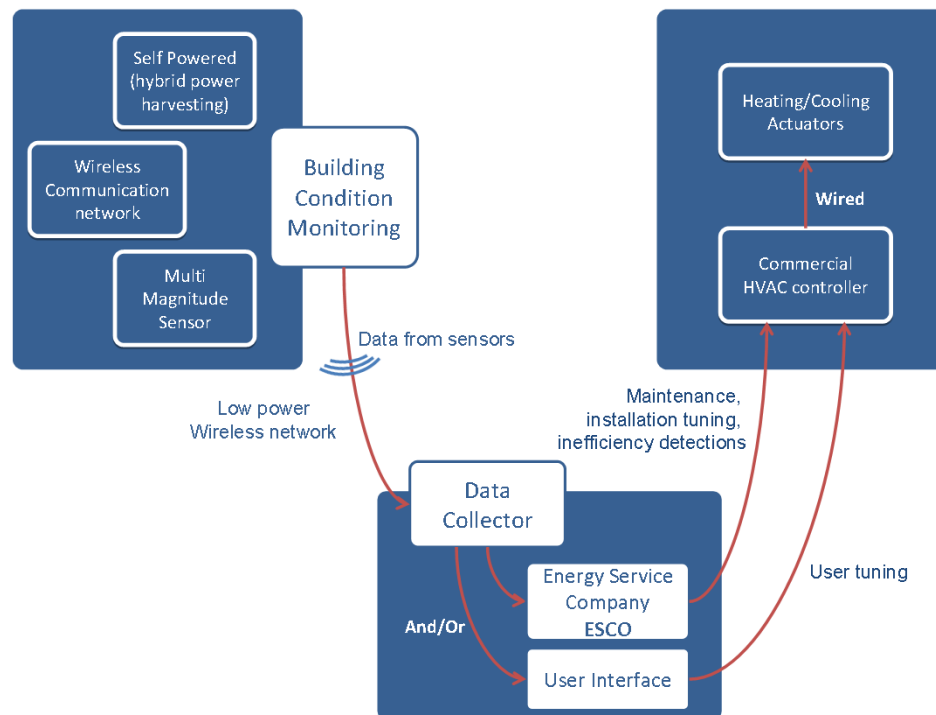 Self Powered
(hybrid power
harvesting)
Wireless
Communication
network
Multi
Magnitude
Sensor
Building
Condition
Monitoring
Data from sensors
Low power
Wireless network
Data
Collector
And/Or
Energy Service
Company
ESCO
User Interface
Maintenance,
installation tuning,
inefficiency detections
User tuning
Heating/Cooling
Actuators
Wired
Commercial
HVAC controller